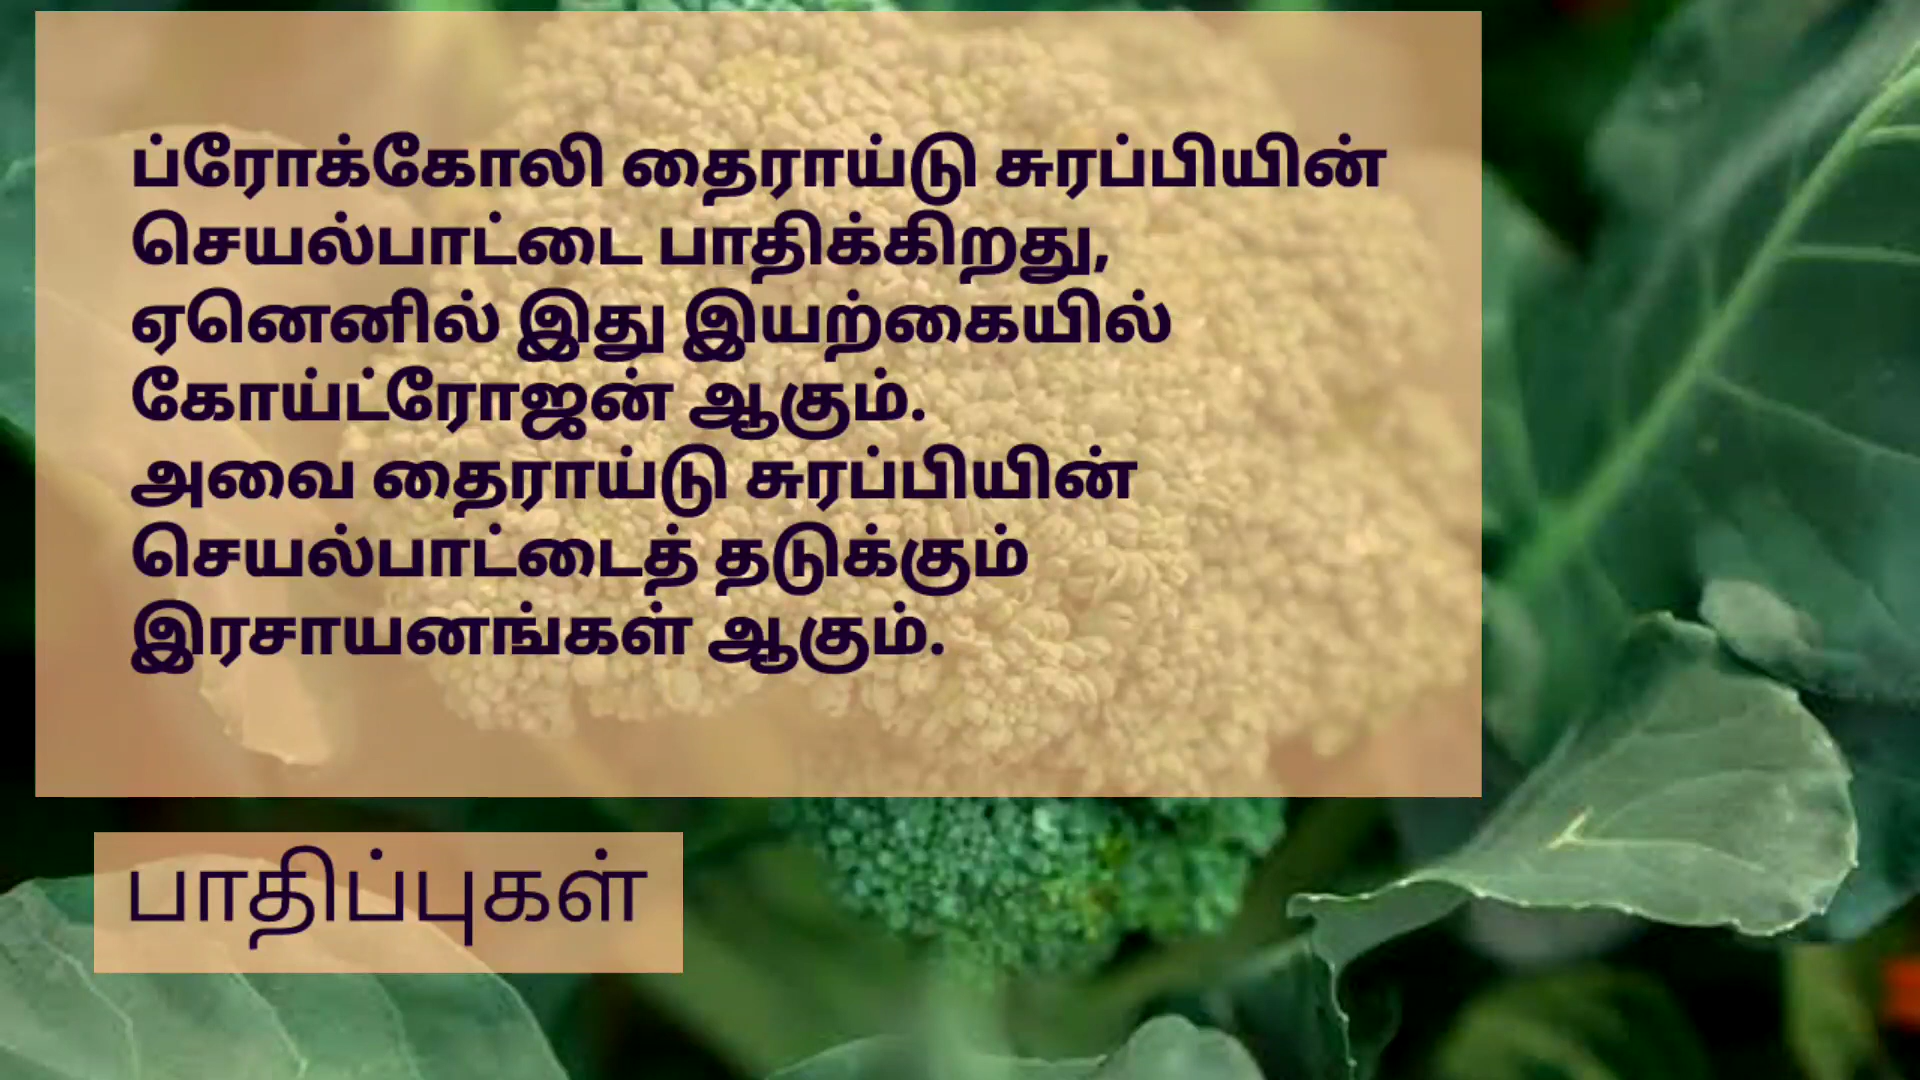 ப்ரோக்கோலி தைராய்டு சுரப்பியின்
செயல்பாட்டை பாதிக்கிறது,
ஏனெனில் இது இயற்கையில்
கோய்ட்ரோஜன் ஆகும்.
அவை தைராய்டு சுரப்பியின்
செயல்பாட்டைத் தடுக்கும்
இரசாயனங்கள் ஆகும்.
பாதிப்புகள்